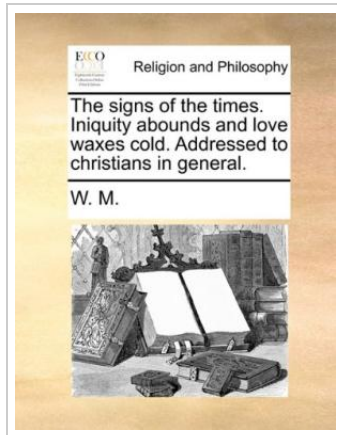 ECCO
Religion and Philosophy
The signs of the times.
Iniquity abounds and love
waxes cold. Addressed to
christians in general.
W. M.